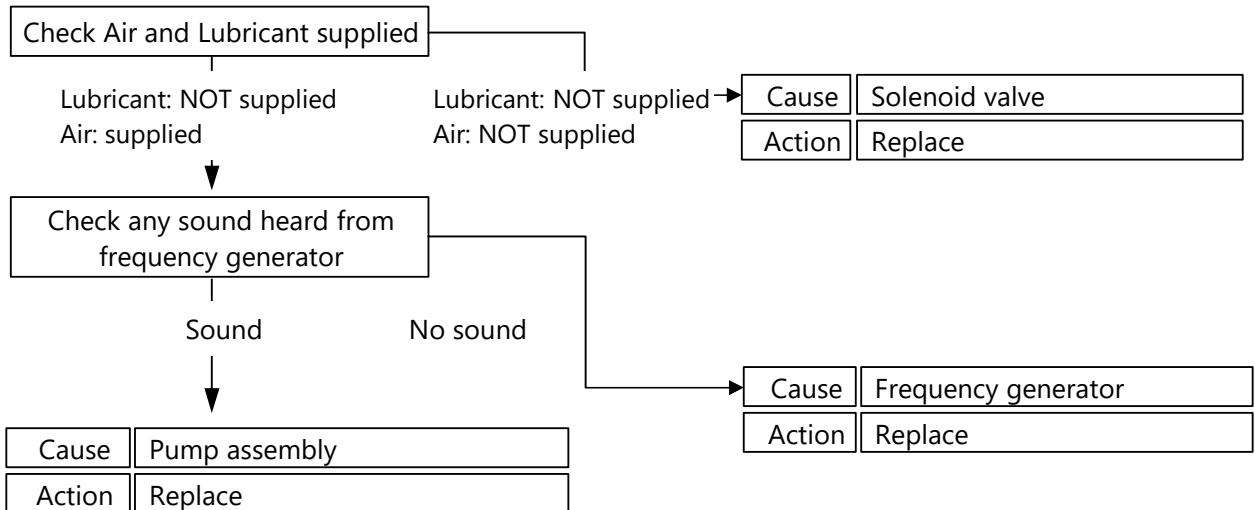 Check Air and Lubricant supplied
Lubricant: NOT supplied
Air: supplied
Lubricant: NOT supplied
Air: NOT supplied
Cause Solenoid valve
Action Replace
Check any sound heard from
frequency generator
Sound
No sound
Cause Frequency generator
Action Replace
Cause Pump assembly
Action Replace